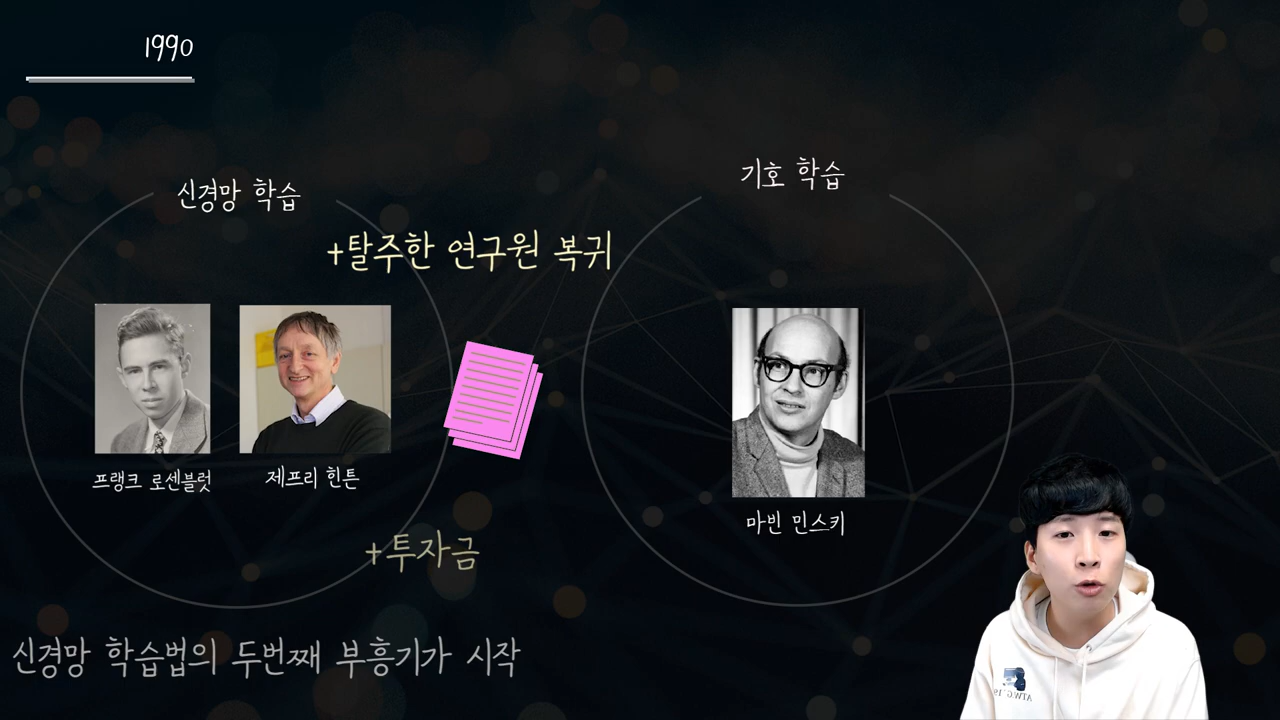 1990
신경망 학습
기호 학습
+탈주한 연구원 복귀
프랭크 로센블럿
제프리 힌튼
마빈 민스키
+투자금
신경망 학습법의 두번째 부흥기가 시작
ATWG '19